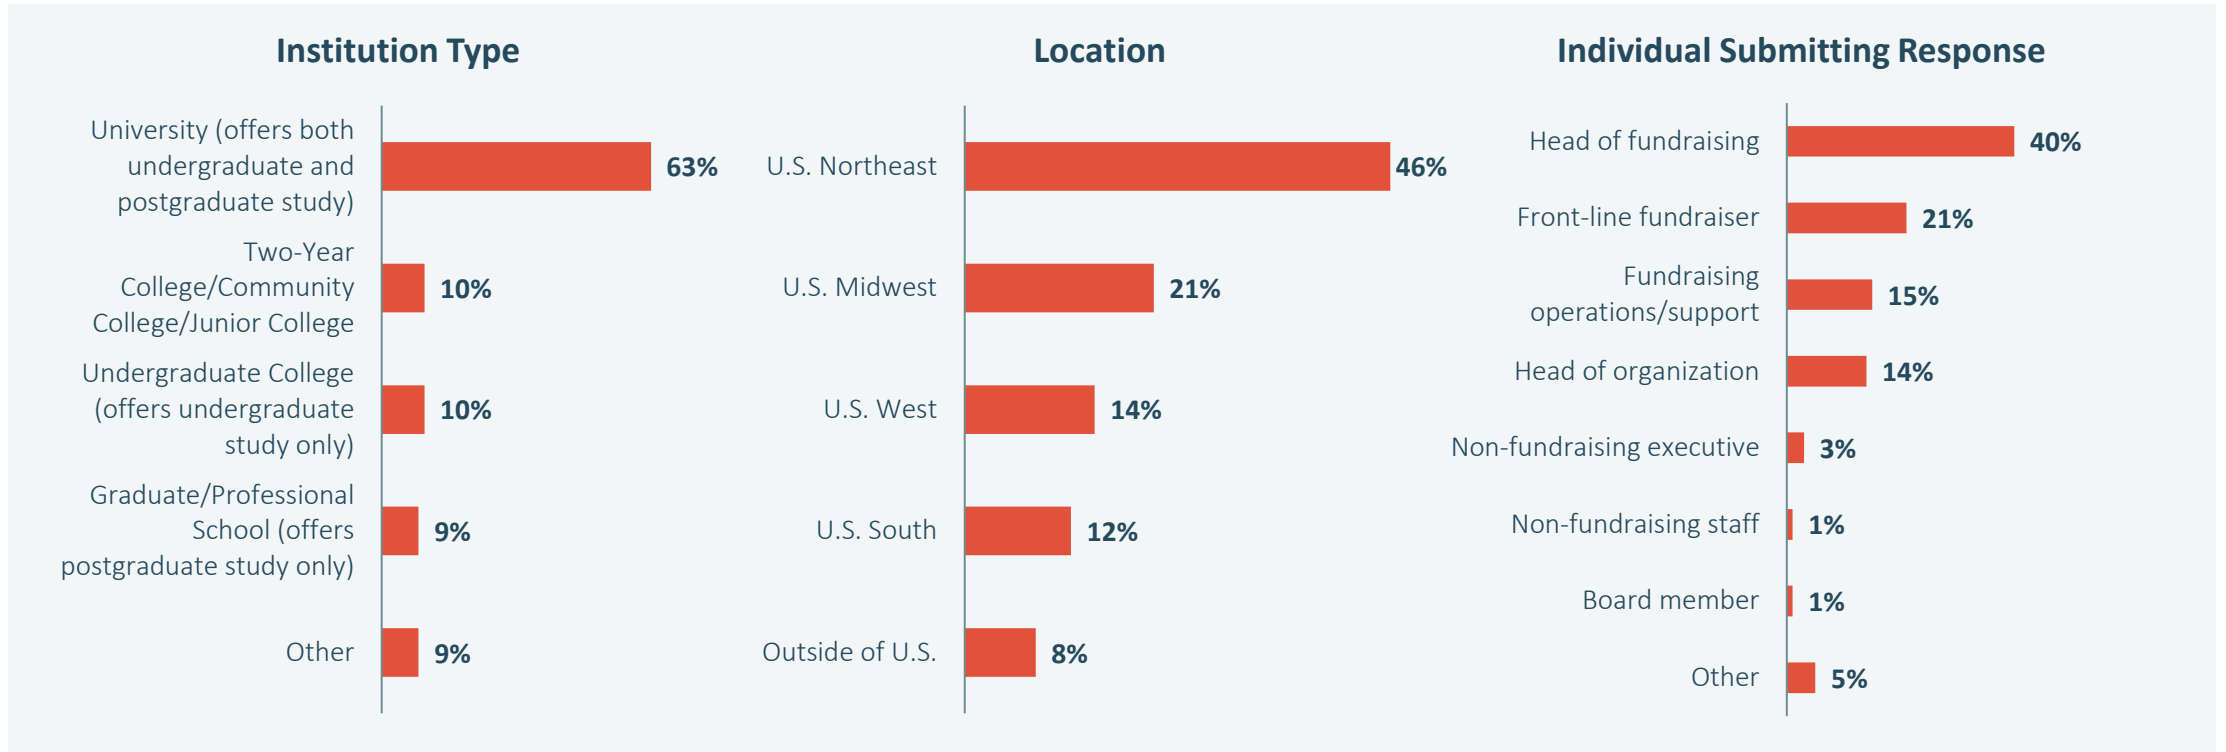 Institution Type
University (offers both
undergraduate and
postgraduate study)
63%
Two-Year
College/Community
College/Junior College
10%
Undergraduate College
(offers undergraduate
study only)
10%
Graduate/Professional
School (offers
postgraduate study only)
9%
Other
9%
Location
U.S. Northeast
46%
U.S. Midwest
21%
U.S. West
14%
U.S. South
12%
Outside of U.S.
8%
Individual Submitting Response
Head of fundraising
40%
Front-line fundraiser
21%
Fundraising
operations/support
15%
Head of organization
14%
Non-fundraising executive
3%
Non-fundraising staff
1%
Board member
1%
Other
5%